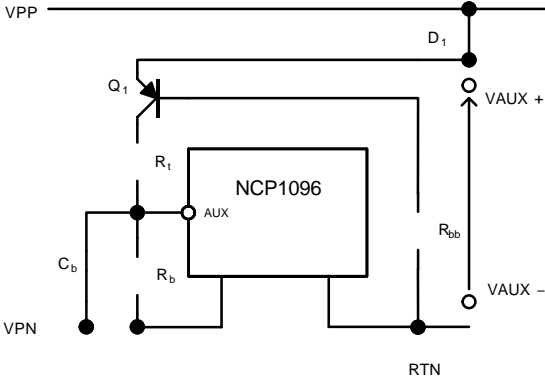 VPP
D1
Q1
VAUX +
Rt
NCP1096
AUX
Rbb
Cb
Rb
VAUX −
VPN
RTN